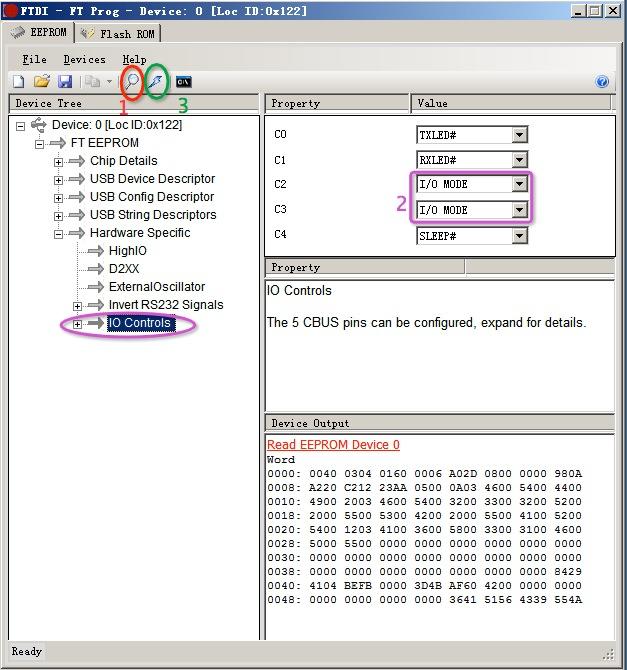 FTDI - FT Prog - Device: 0 [Loc ID:0x122]
EEPROM
Flash ROM
File Devices Help
1 3
Device Tree
Device: 0 [Loc ID:0x122]
FT EEPROM
Chip Details
USB Device Descriptor
USB Config Descriptor
USB String Descriptors
Hardware Specific
HighIO
D2XX
ExternalOscillator
Invert RS232 Signals
IO Controls
Property Value
C0 TXLED#
C1 RXLED#
C2 I/O MODE
2
C3 I/O MODE
C4 SLEEP#
Property
IO Controls
The 5 CBUS pins can be configured, expand for details.
Device Output
Read EEPROM Device 0
Word
0000: 0040 0304 0160 0006 A02D 0800 0000 980A
0008: A220 C212 23AA 0500 0A03 4600 5400 4400
0010: 4900 2003 4600 5400 3200 3300 3200 5200
0018: 2000 5500 5300 4200 2000 5500 4100 5200
0020: 5400 1203 4100 3600 5800 3300 3100 4600
0028: 5000 5500 0000 0000 0000 0000 0000 0000
0030: 0000 0000 0000 0000 0000 0000 0000 0000
0038: 0000 0000 0000 0000 0000 0000 0000 8429
0040: 4104 BEFB 0000 3D4B AF60 4200 0000 0000
0048: 0000 0000 0000 0000 3641 5156 4339 554A
Ready